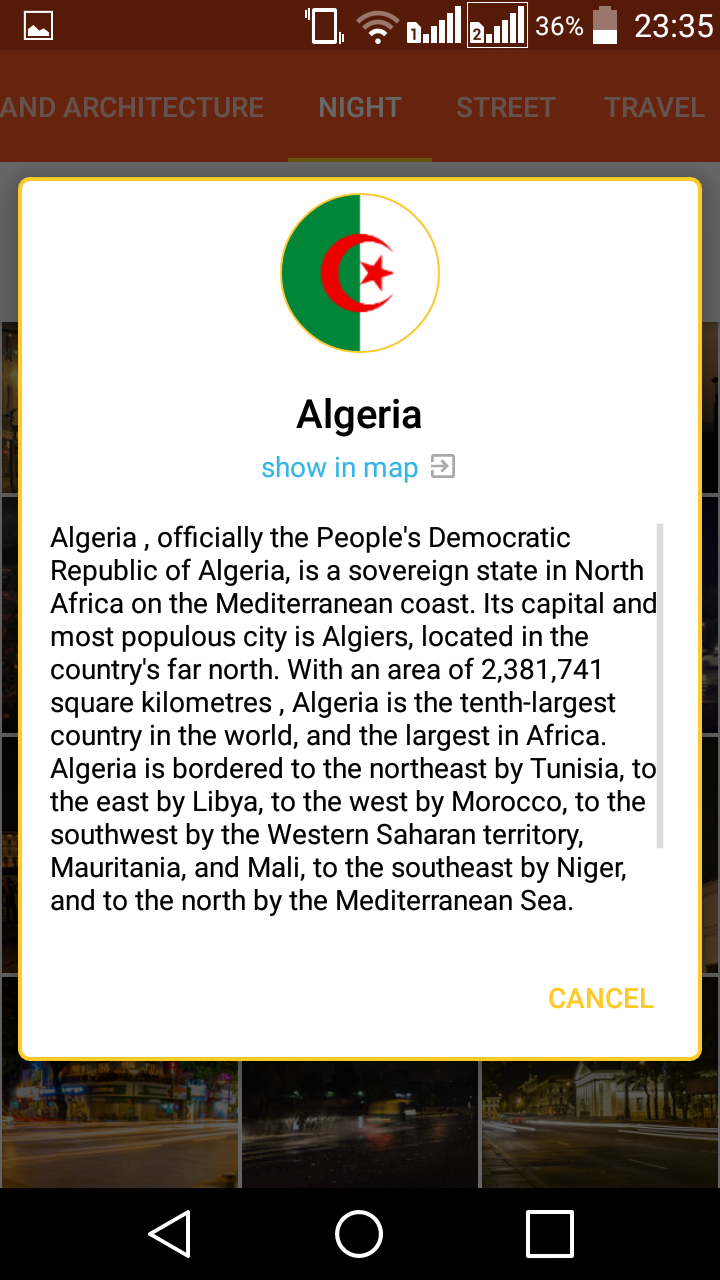 1 2 36% 23:35
AND ARCHITECTURE NIGHT STREET TRAVEL
Algeria
show in map
Algeria , officially the People's Democratic
Republic of Algeria, is a sovereign state in North
Africa on the Mediterranean coast. Its capital and
most populous city is Algiers, located in the
country's far north. With an area of 2,381,741
square kilometres , Algeria is the tenth-largest
country in the world, and the largest in Africa.
Algeria is bordered to the northeast by Tunisia, to
the east by Libya, to the west by Morocco, to the
southwest by the Western Saharan territory,
Mauritania, and Mali, to the southeast by Niger,
and to the north by the Mediterranean Sea.
CANCEL